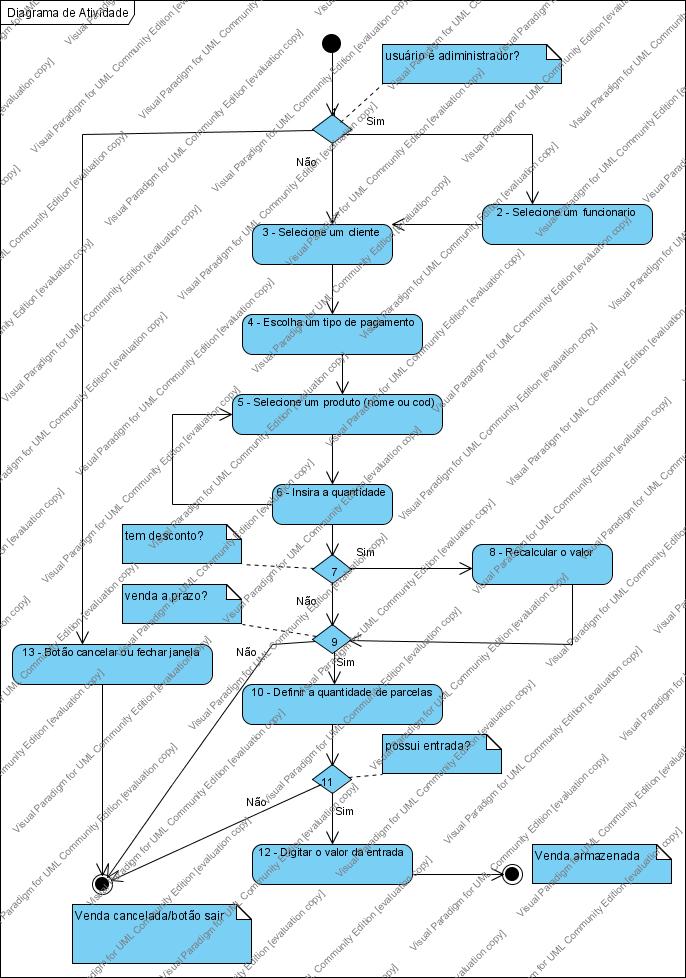 Diagrama de Atividade
usuário é adiministrador?
Sim
Não
2 - Selecione um funcionario
3 - Selecione um cliente
4 - Escolha um tipo de pagamento
5 - Selecione um produto (nome ou cod)
6 - Insira a quantidade
tem desconto?
Sim
8 - Recalcular o valor
7
venda a prazo?
Não
9
Não
Sim
13 - Botão cancelar ou fechar janela
10 - Definir a quantidade de parcelas
possui entrada?
11
Não
Sim
12 - Digitar o valor da entrada
Venda armazenada
Venda cancelada/botão sair
Visual Paradigm for UML Community Edition [evaluation copy]